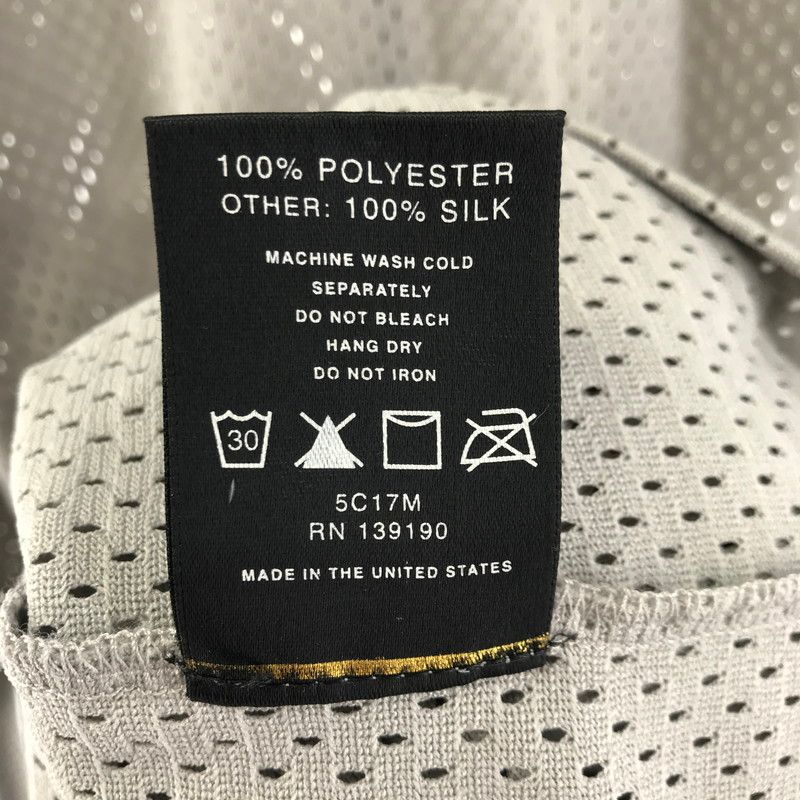 100% POLYESTER
OTHER: 100% SILK
MACHINE WASH COLD
SEPARATELY
DO NOT BLEACH
HANG DRY
DO NOT IRON
30
5C17M
RN 139190
MADE IN THE UNITED STATES